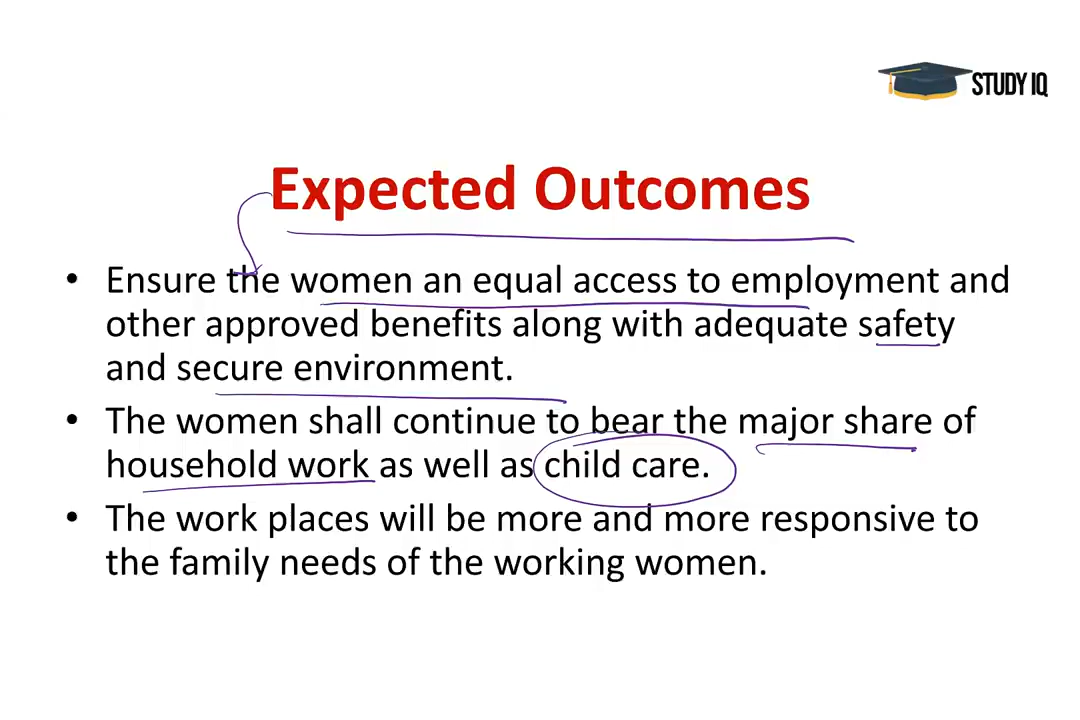 STUDY IQ
Expected Outcomes
• Ensure the women an equal access to employment and
other approved benefits along with adequate safety
and secure environment.
• The women shall continue to bear the major share of
household work as well as child care.
• The work places will be more and more responsive to
the family needs of the working women.